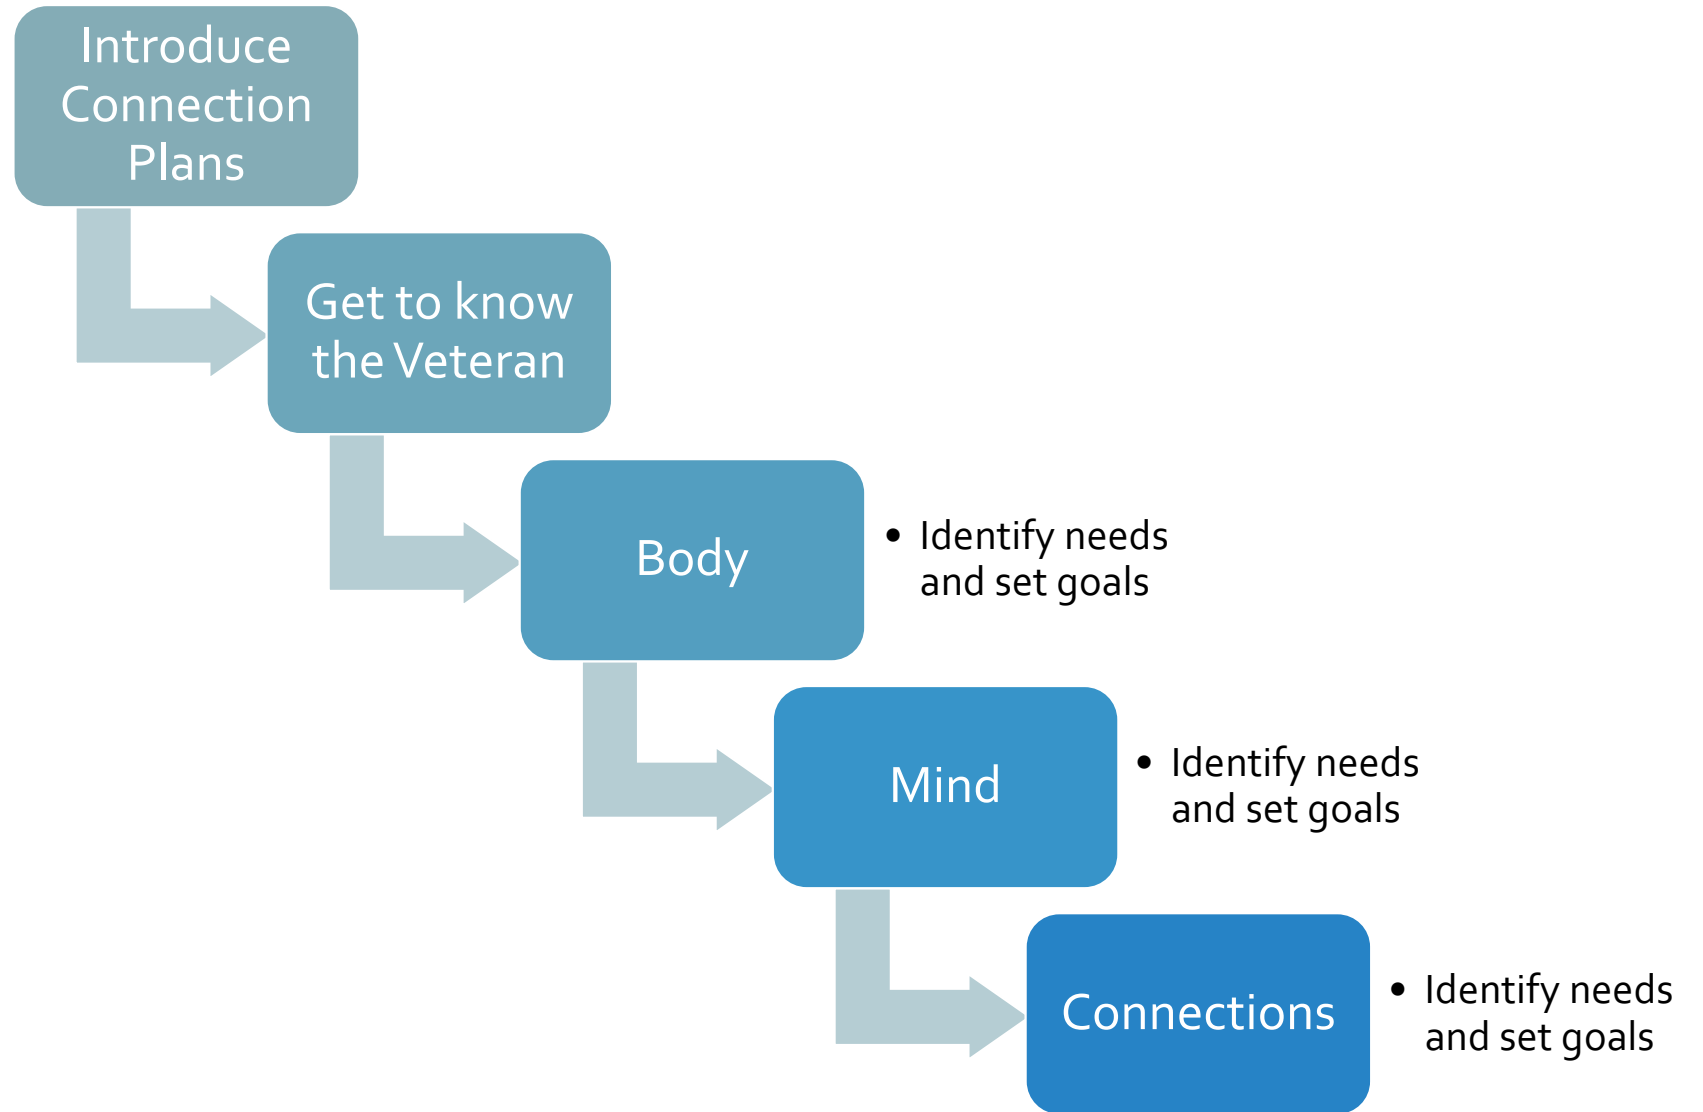 Introduce
Connection
Plans
Get to know
the Veteran
Body
• Identify needs
and set goals
Mind
• Identify needs
and set goals
Connections
• Identify needs
and set goals